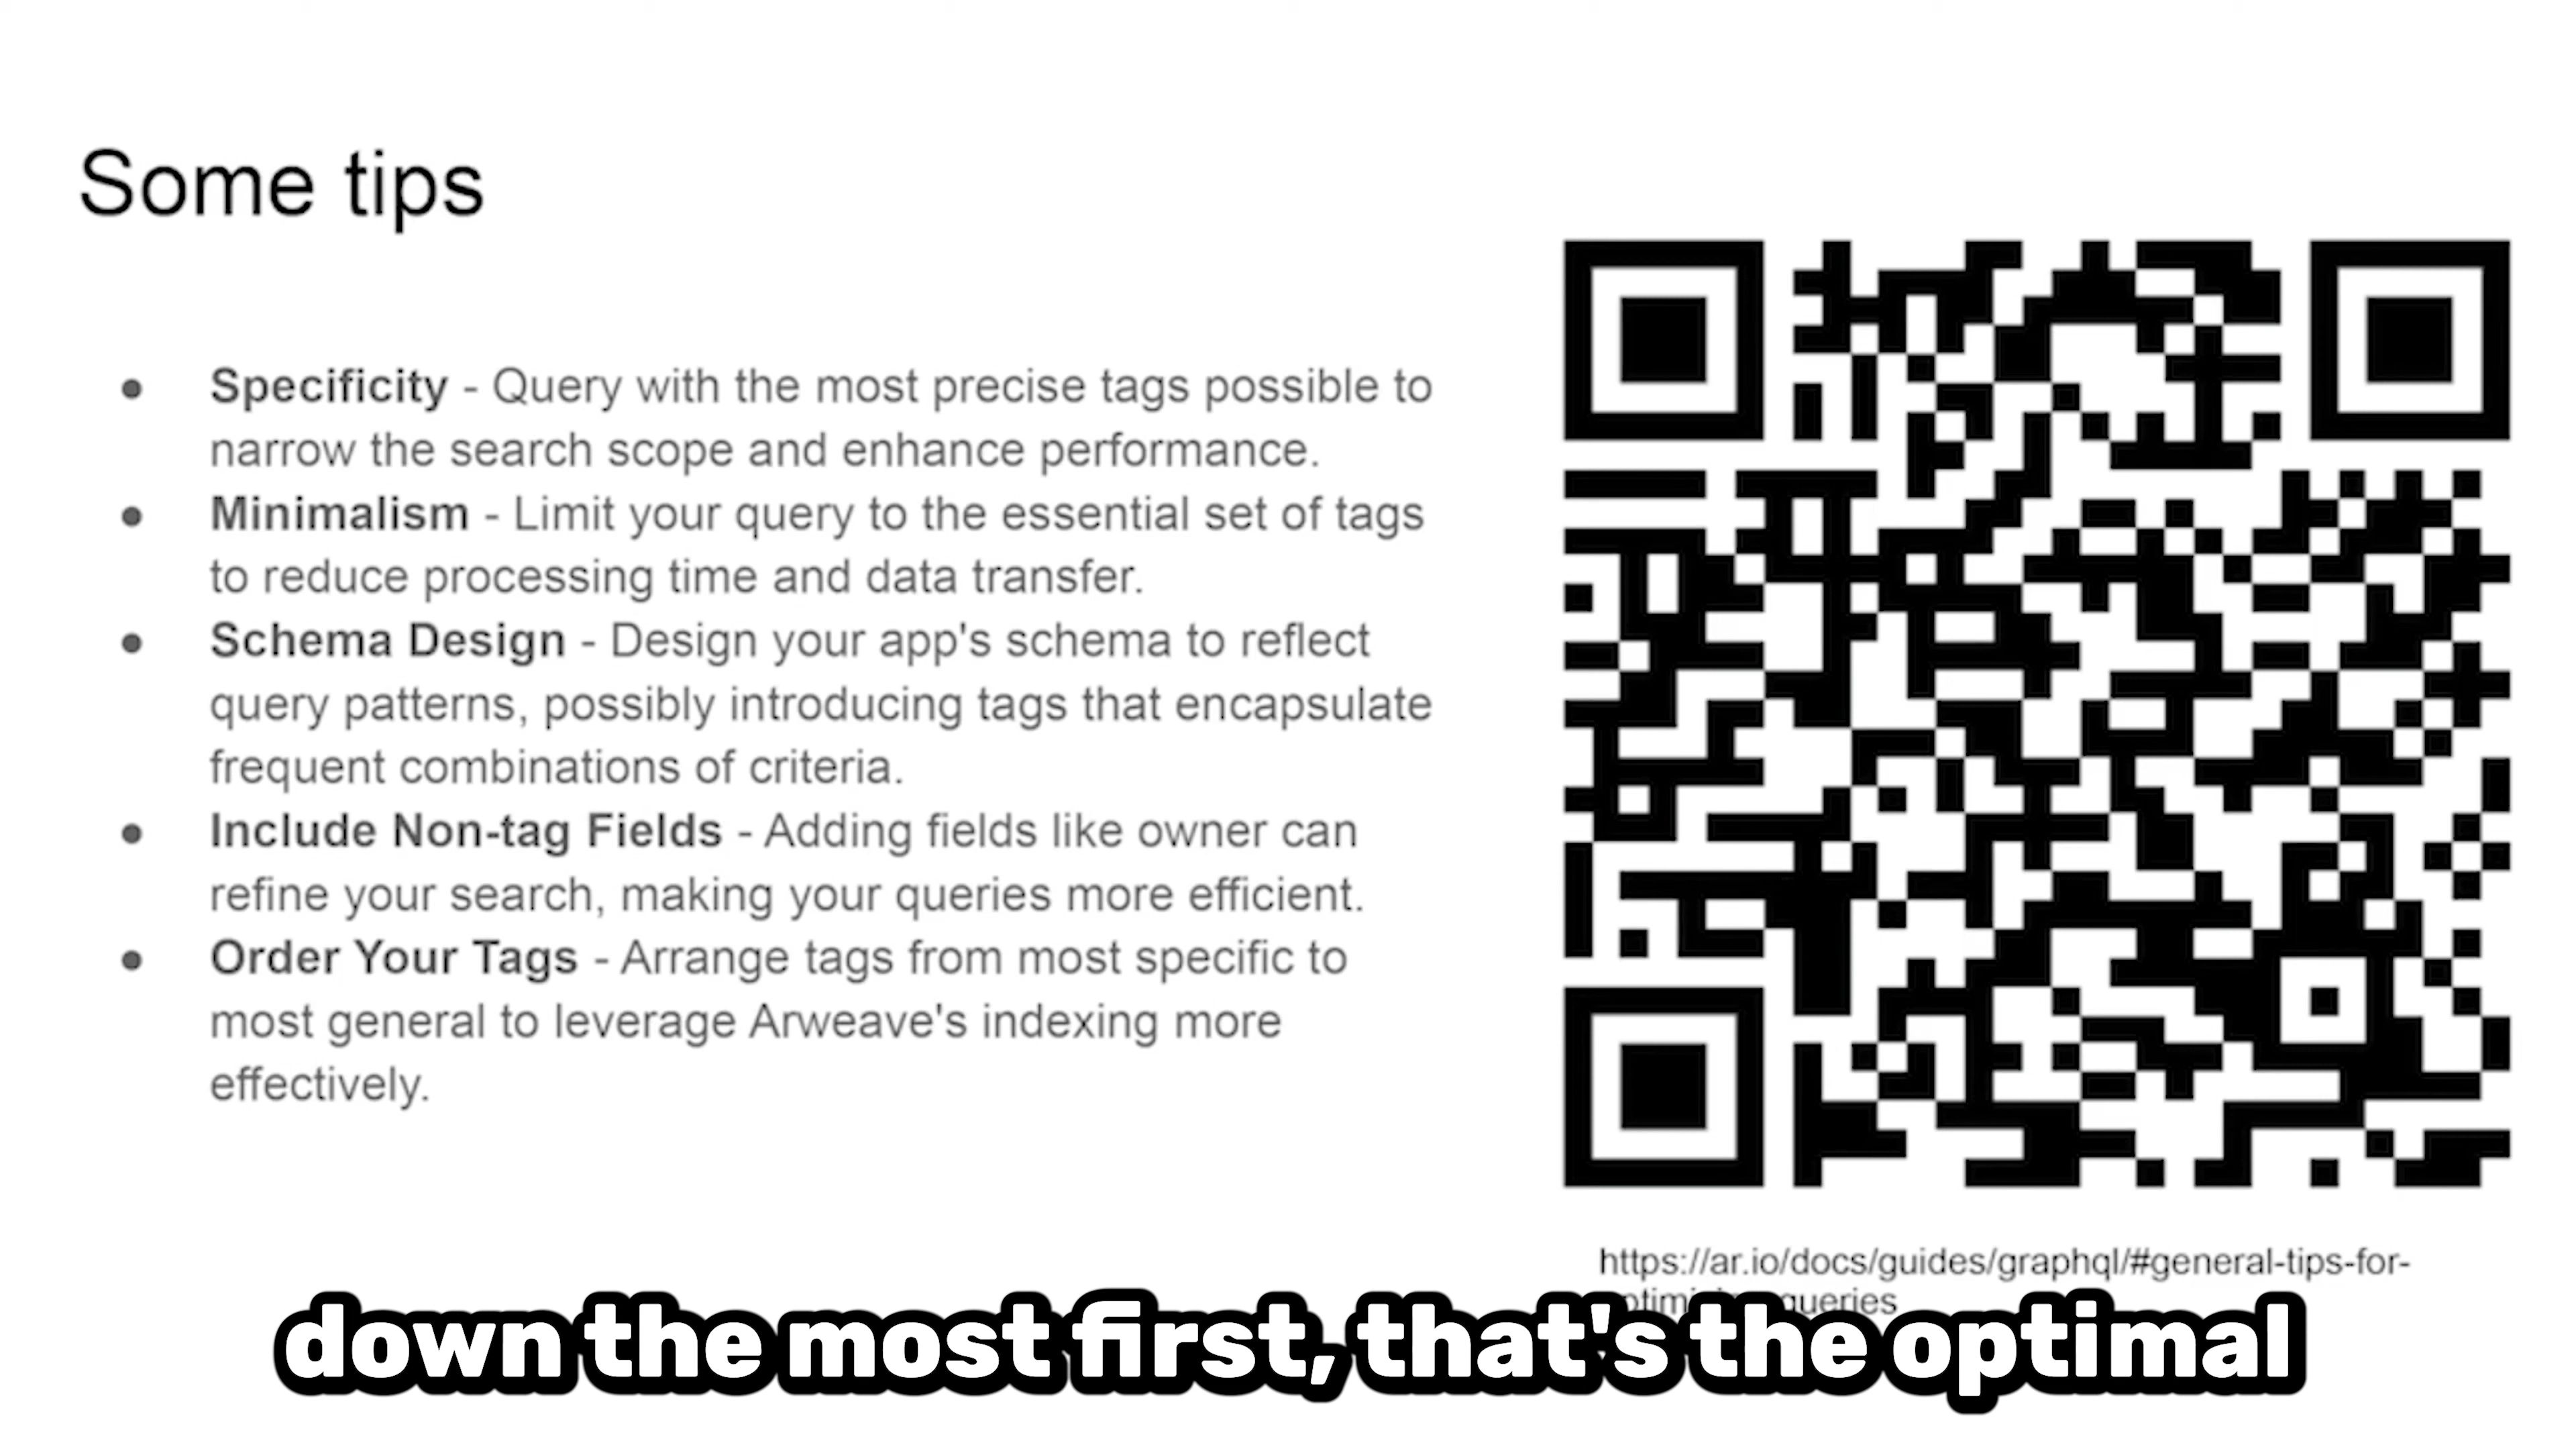 Some tips
● Specificity - Query with the most precise tags possible to
narrow the search scope and enhance performance.
● Minimalism - Limit your query to the essential set of tags
to reduce processing time and data transfer.
● Schema Design - Design your app's schema to reflect
query patterns, possibly introducing tags that encapsulate
frequent combinations of criteria.
● Include Non-tag Fields - Adding fields like owner can
refine your search, making your queries more efficient.
● Order Your Tags - Arrange tags from most specific to
most general to leverage Arweave's indexing more
effectively.
https://ar.io/docs/guides/graphql/#general-tips-for-
queries
down the most first, that's the optimal